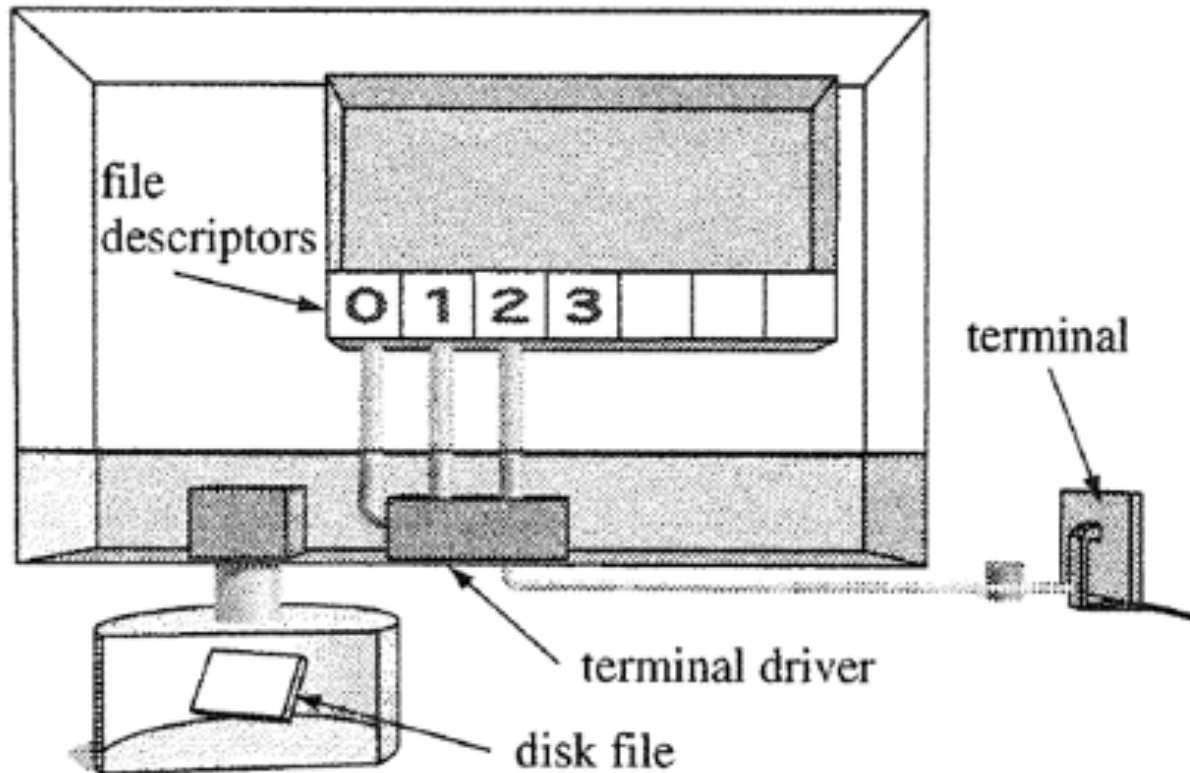 file
descriptors
0 1 2 3
terminal
terminal driver
disk file